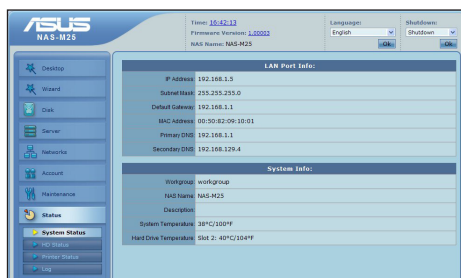 ASUS
NAS-M25
Time: 16:42:13
Firmware Version: 1.00003
NAS Name: NAS-M25
Language:
English
Ok
Shutdown:
Shutdown
Ok
Desktop
Wizard
Disk
Server
Networks
Account
Maintenance
Status
System Status
HD Status
Printer Status
Log
LAN Port Info:
IP Address 192.168.1.5
Subnet Mask 255.255.255.0
Default Gateway 192.168.1.1
MAC Address 00:50:82:09:10:01
Primary DNS 192.168.1.1
Secondary DNS 192.168.129.4
System Info:
Workgroup workgroup
NAS Name NAS-M25
Description
System Temperature 38°C/100°F
Hard Drive Temperature Slot 2: 40°C/104°F